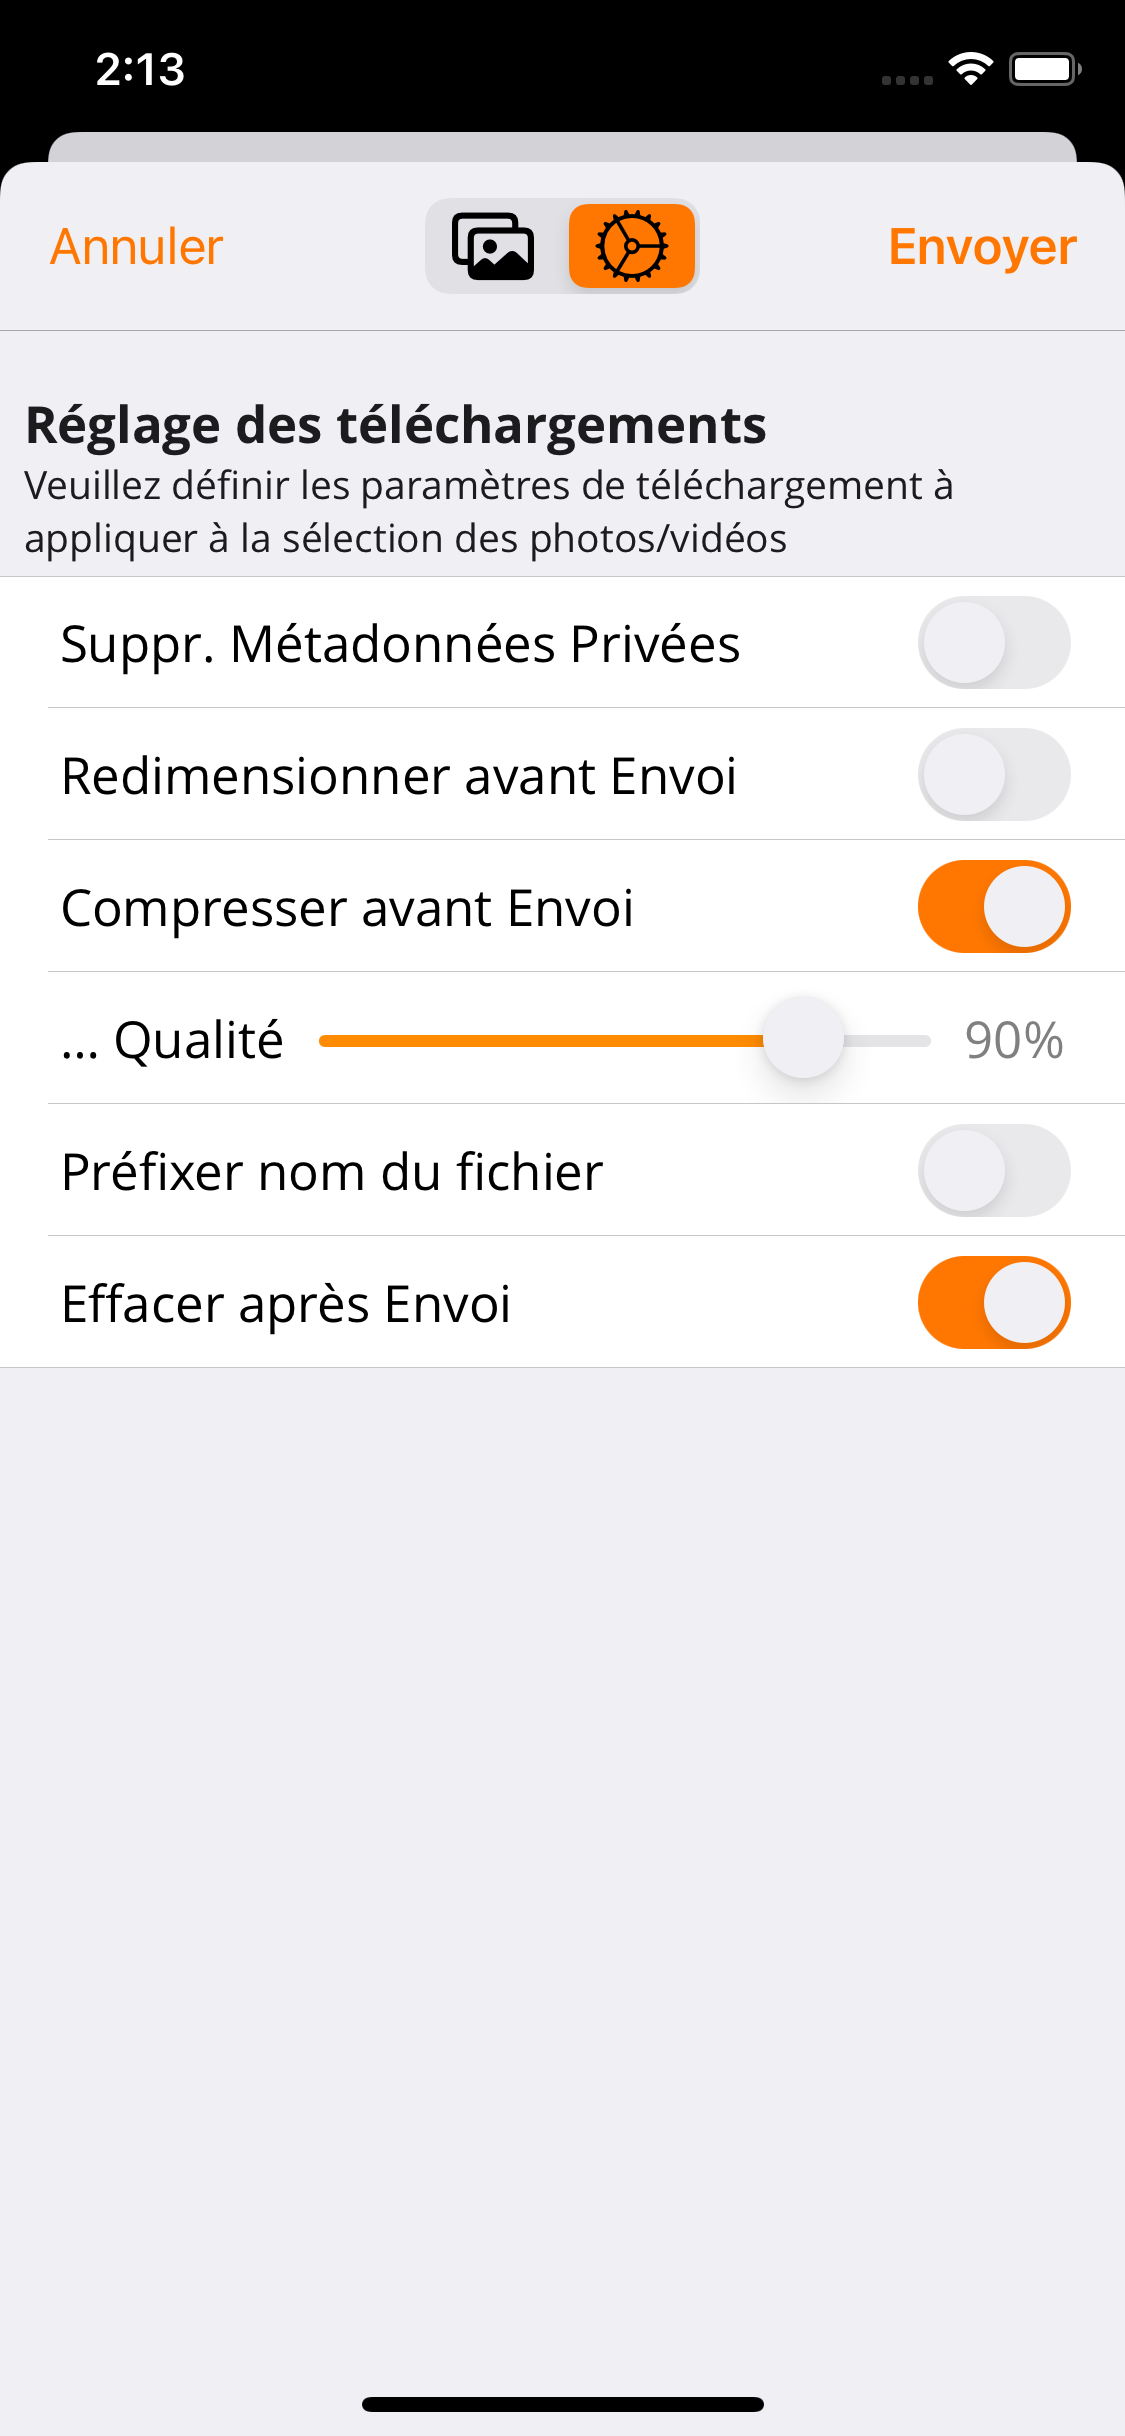 2:13
Annuler
Envoyer
Réglage des téléchargements
Veuillez définir les paramètres de téléchargement à
appliquer à la sélection des photos/vidéos
Suppr. Métadonnées Privées
Redimensionner avant Envoi
Compresser avant Envoi
... Qualité 90%
Préfixer nom du fichier
Effacer après Envoi